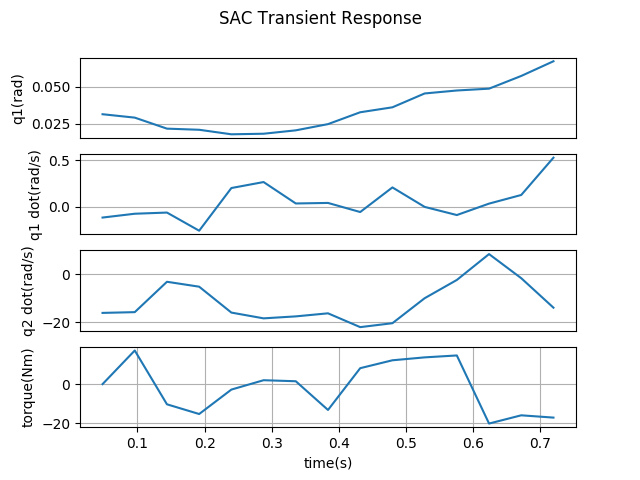 SAC Transient Response
0.050
0.025
q1(rad)
0.5
0.0
q1 dot(rad/s)
0
−20
q2 dot(rad/s)
0
−20
torque(Nm)
0.1 0.2 0.3 0.4 0.5 0.6 0.7
time(s)